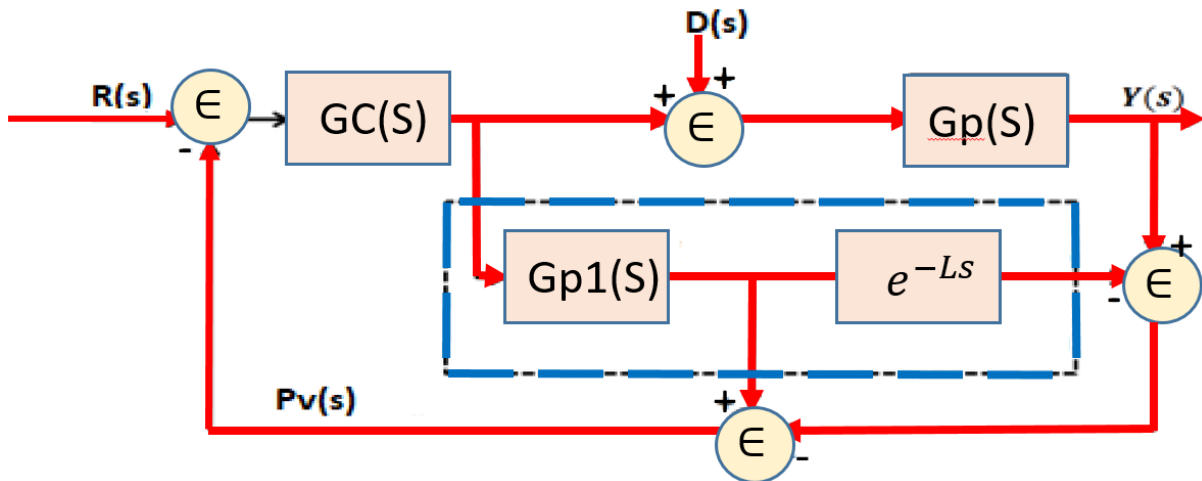 D(s)
+
+
R(s)
∈
GC(S)
∈
Gp(S)
Y(s)
-
Gp1(S)
e^{-Ls}
+
∈
-
Pv(s)
+
∈
-